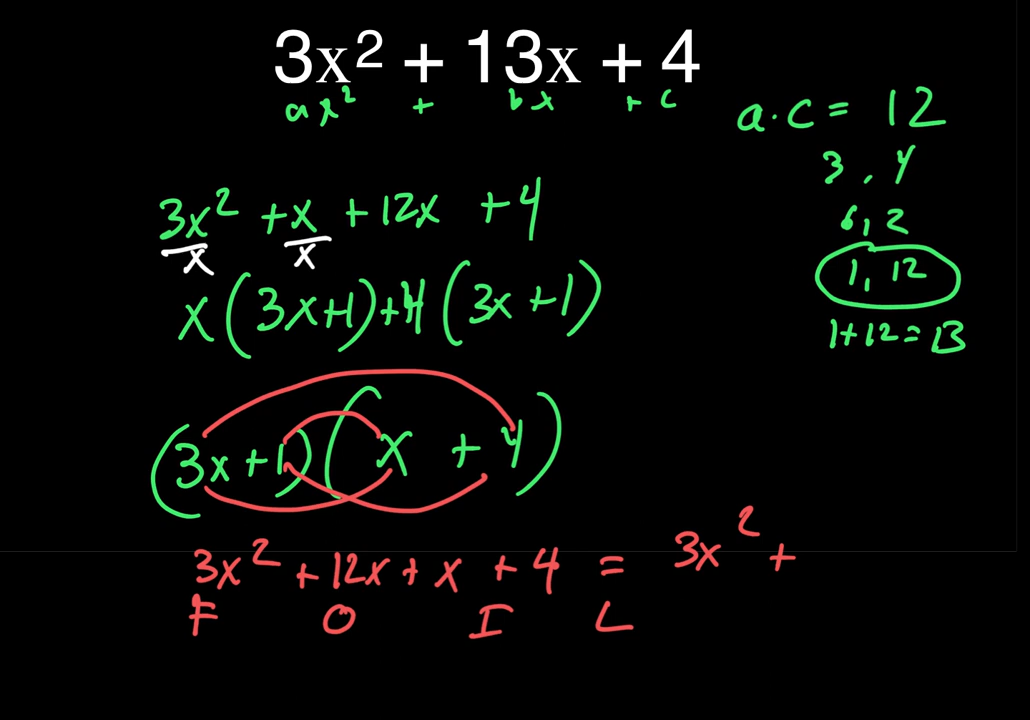 3x² + 13x + 4
ax² + bx + c
a·c = 12
3, 4
6, 2
1, 12
1+12=13
3x² +x +12x +4
x x
x(3x+1)+4(3x+1)
(3x+1)(x + 4)
3x² + 12x + x + 4 = 3x² +
F O I L